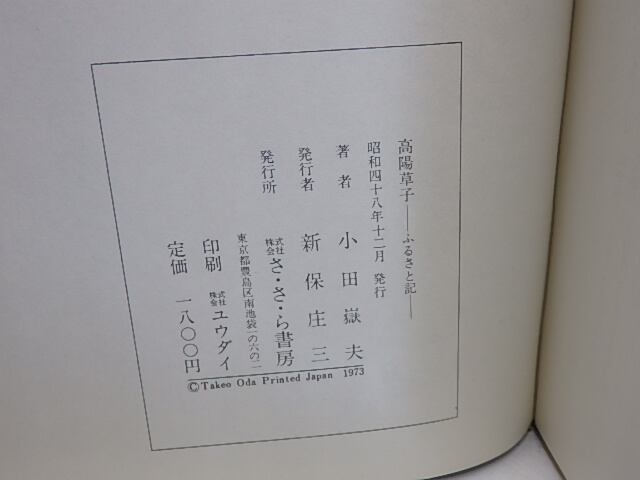 高陽草子——ふるさと記——
昭和四十八年十二月 発行
著者 小田嶽夫
発行者 新保庄三
発行所 株式会社 さ・さ・ら書房
東京都豊島区南池袋一の六の二
印刷 株式会社 ユウダイ
定価 一八〇〇円
©Takeo Oda Printed Japan 1973